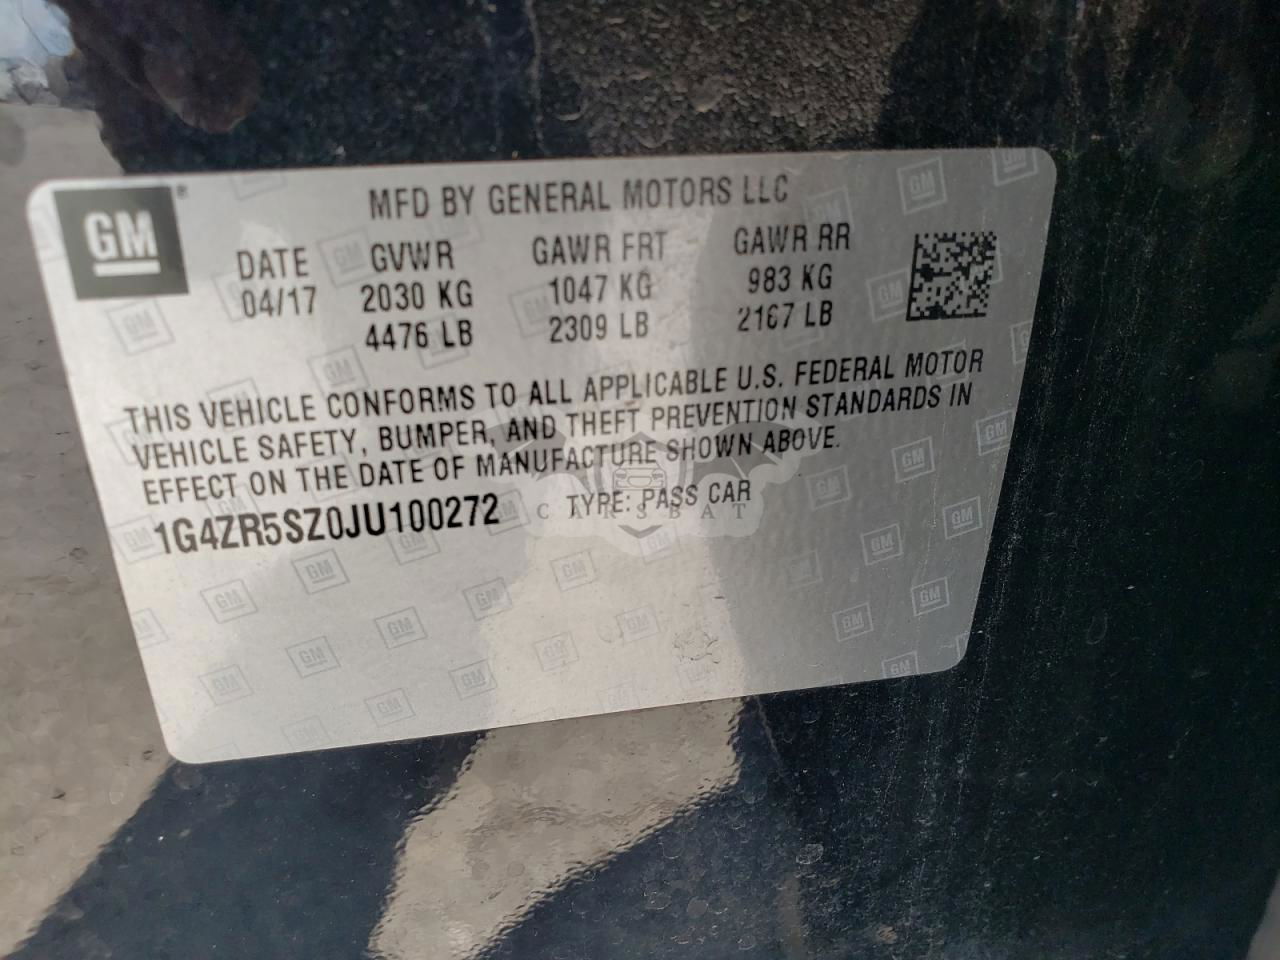 GM®
MFD BY GENERAL MOTORS LLC
DATE GVWR GAWR FRT GAWR RR
04/17 2030 KG 1047 KG 983 KG
4476 LB 2309 LB 2167 LB
THIS VEHICLE CONFORMS TO ALL APPLICABLE U.S. FEDERAL MOTOR
VEHICLE SAFETY, BUMPER, AND THEFT PREVENTION STANDARDS IN
EFFECT ON THE DATE OF MANUFACTURE SHOWN ABOVE.
1G4ZR5SZ0JU100272 TYPE: PASS CAR
CARSBAT